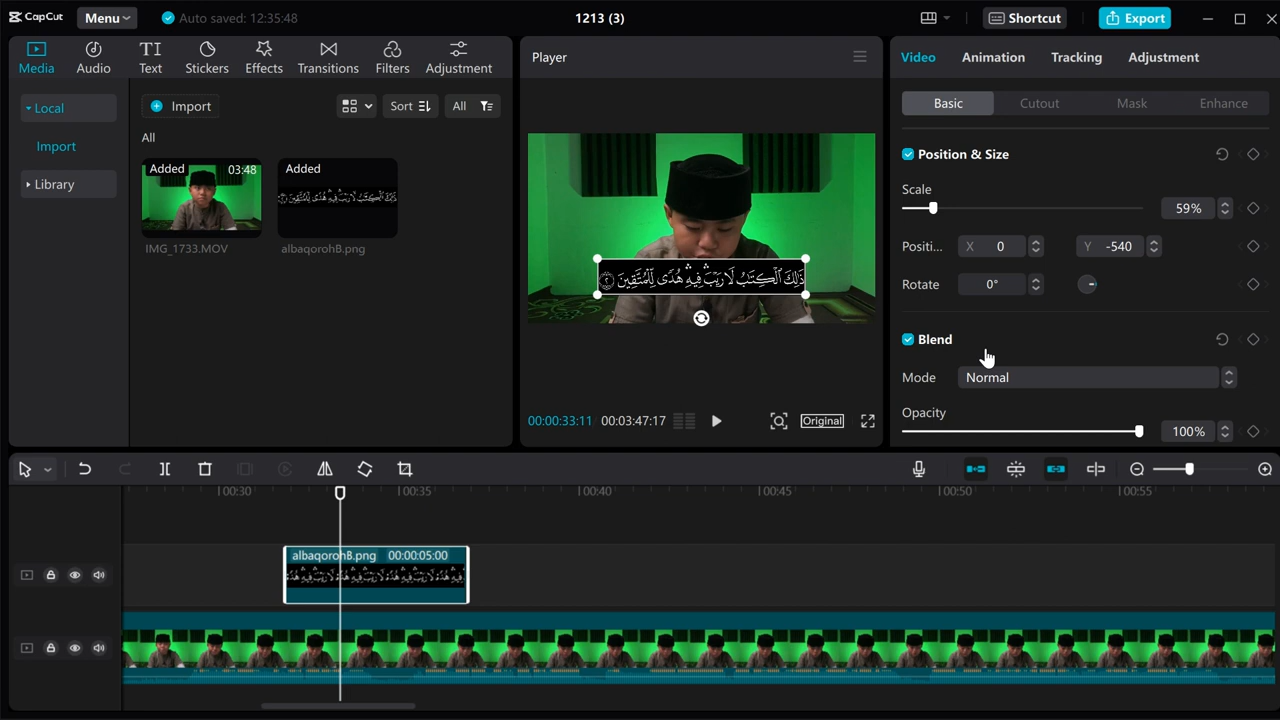 CapCut
Menu
Auto saved: 12:35:48
1213 (3)
Shortcut
Export
Media
Audio
Text
Stickers
Effects
Transitions
Filters
Adjustment
Local
Import
Library
Import
Sort
All
All
Added
03:48
IMG_1733.MOV
Added
albaqorohB.png
Player
ذَٰلِكَ ٱلْكِتَٰبُ لَا رَيْبَ ۛ فِيهِ ۛ هُدًى لِّلْمُتَّقِينَ ٢
00:00:33:11
00:03:47:17
Original
Video
Animation
Tracking
Adjustment
Basic
Cutout
Mask
Enhance
Position & Size
Scale
59%
Positi...
X 0
Y -540
Rotate
0°
Blend
Mode
Normal
Opacity
100%
00:30
00:35
00:40
00:45
00:50
00:55
albaqorohB.png 00:00:05:00